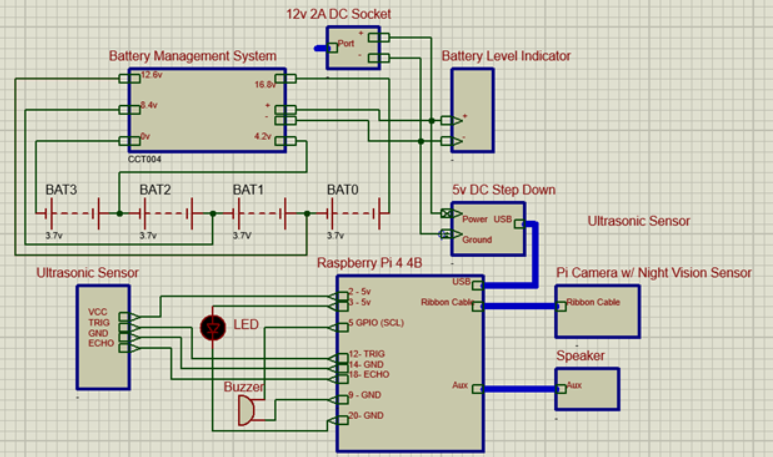 12v 2A DC Socket
Port
+
-
Battery Management System
12.6v
16.8v
8.4v
+
-
0v
4.2v
CCT004
Battery Level Indicator
+
-
BAT3
BAT2
BAT1
BAT0
3.7v
3.7V
3.7V
3.7v
5v DC Step Down
Power
USB
Ground
Ultrasonic Sensor
Ultrasonic Sensor
VCC
TRIG
GND
ECHO
LED
Buzzer
Raspberry Pi 4 4B
USB
2 - 5v
3 - 5v
Ribbon Cable
5 GPIO (SCL)
12- TRIG
14- GND
18- ECHO
Aux
9 - GND
20- GND
Pi Camera w/ Night Vision Sensor
Ribbon Cable
Speaker
Aux